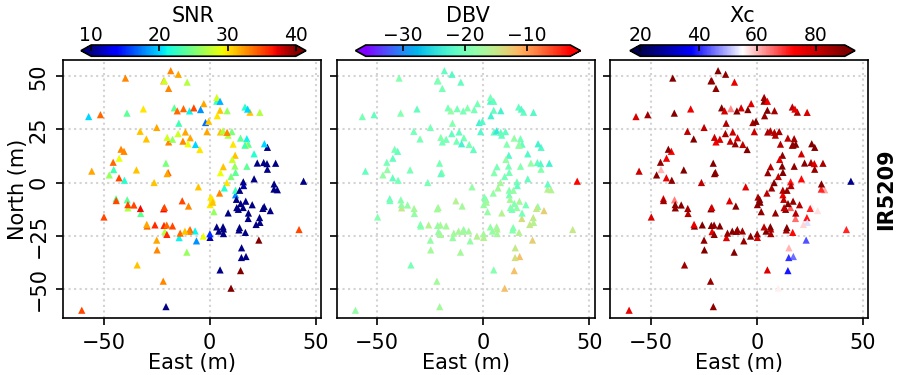 SNR DBV Xc
10 20 30 40 −30 −20 −10 20 40 60 80
50
25
0
−25
−50
North (m)
−50 0 50 −50 0 50 −50 0 50
East (m) East (m) East (m)
IR5209